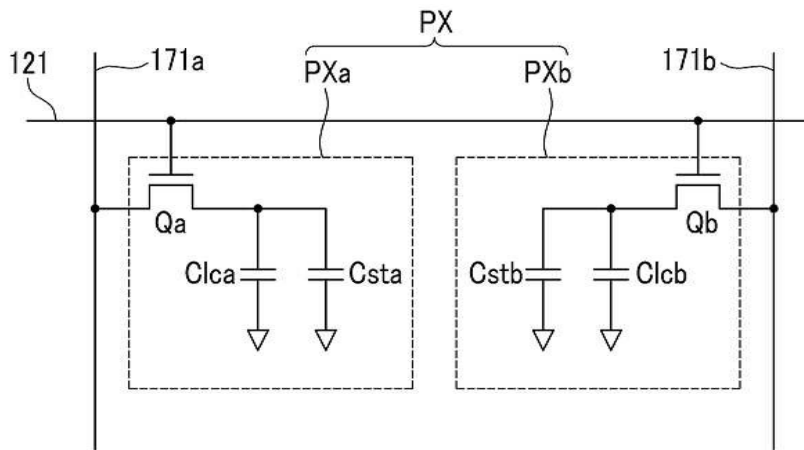 PX
121
171a
PXa
PXb
171b
Qa
Qb
Clca
Csta
Cstb
Clcb